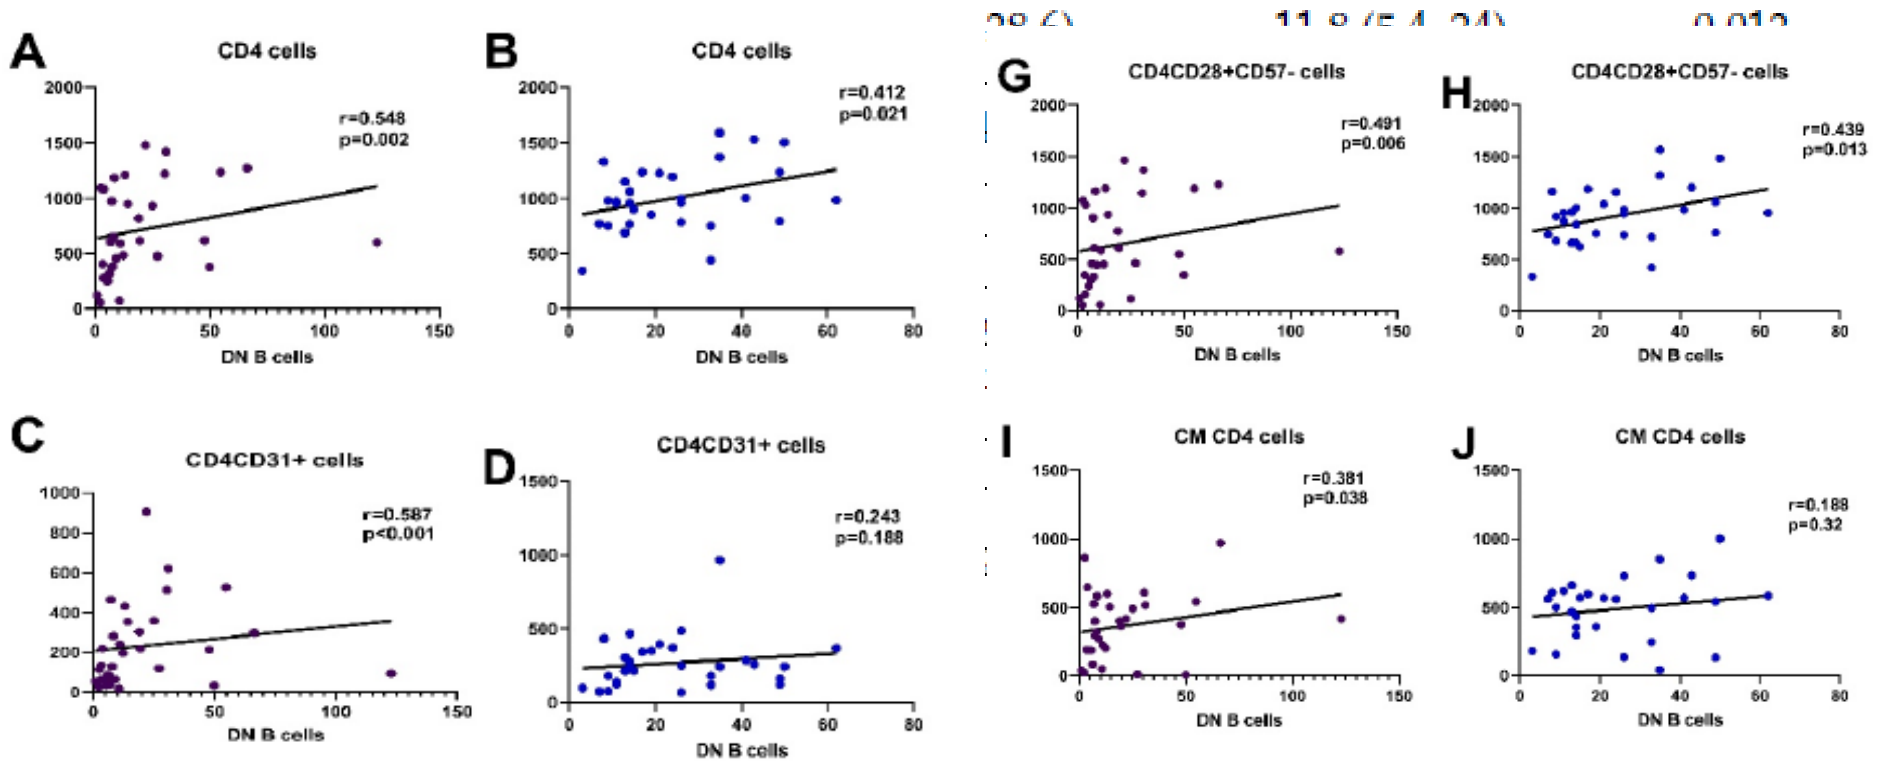 A
CD4 cells
r=0.548
p=0.002
2000
1500
1000
500
0
0 50 100 150
DN B cells
B
CD4 cells
r=0.412
p=0.021
2000
1500
1000
500
0
0 20 40 60 80
DN B cells
C
CD4CD31+ cells
r=0.587
p<0.001
1000
800
600
400
200
0
0 50 100 150
DN B cells
D
CD4CD31+ cells
r=0.243
p=0.188
1500
1000
500
0
0 20 40 60 80
DN B cells
G
CD4CD28+CD57- cells
r=0.491
p=0.006
2000
1500
1000
500
0
0 50 100 150
DN B cells
H
CD4CD28+CD57- cells
r=0.439
p=0.013
2000
1500
1000
500
0
0 20 40 60 80
DN B cells
I
CM CD4 cells
r=0.381
p=0.038
1500
1000
500
0
0 50 100 150
DN B cells
J
CM CD4 cells
r=0.188
p=0.32
1500
1000
500
0
0 20 40 60 80
DN B cells